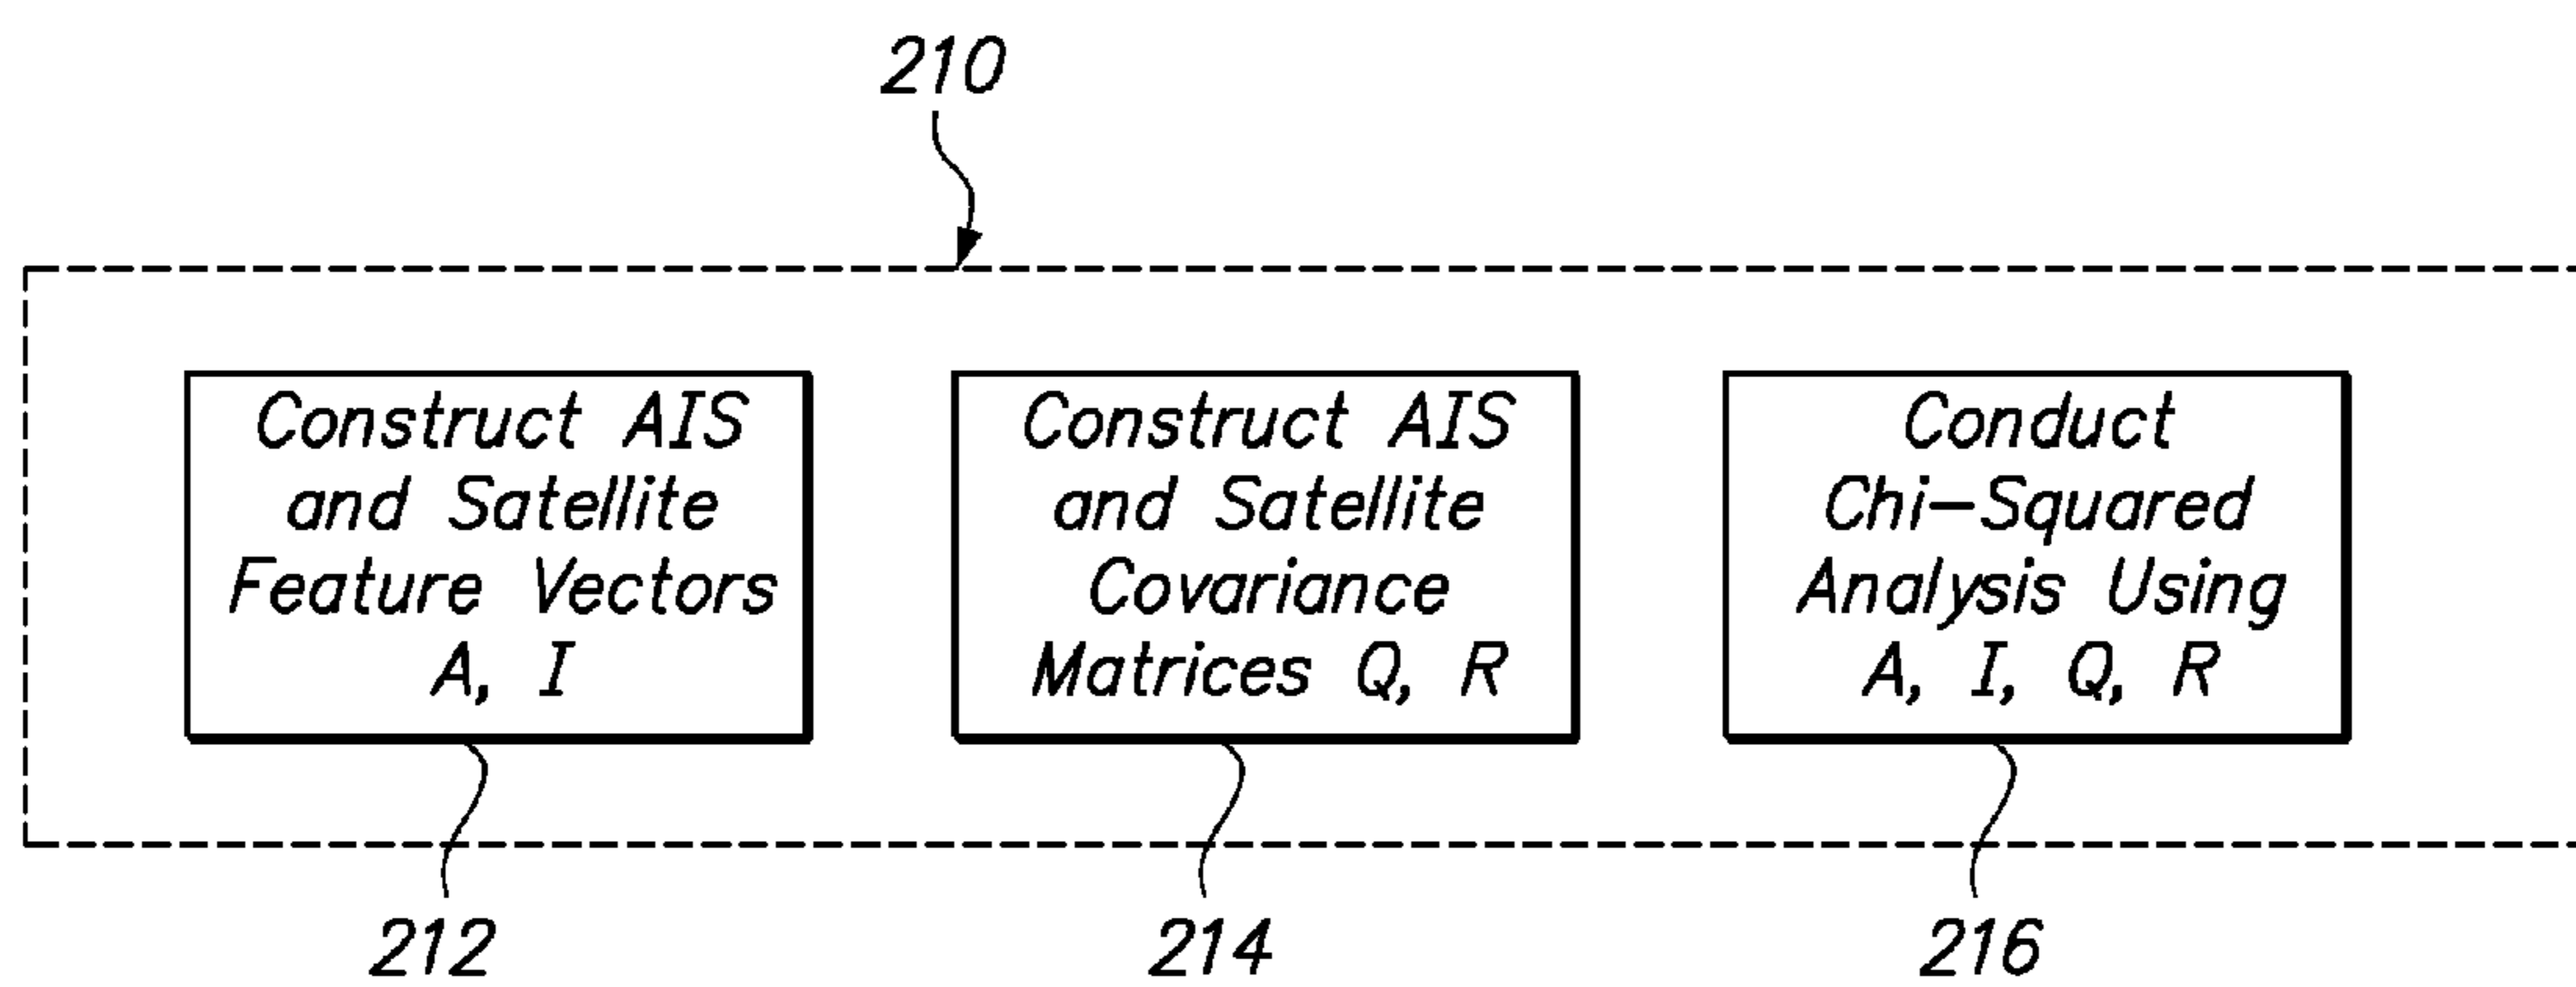 210
Construct AIS
and Satellite
Feature Vectors
A, I
Construct AIS
and Satellite
Covariance
Matrices Q, R
Conduct
Chi-Squared
Analysis Using
A, I, Q, R
212
214
216